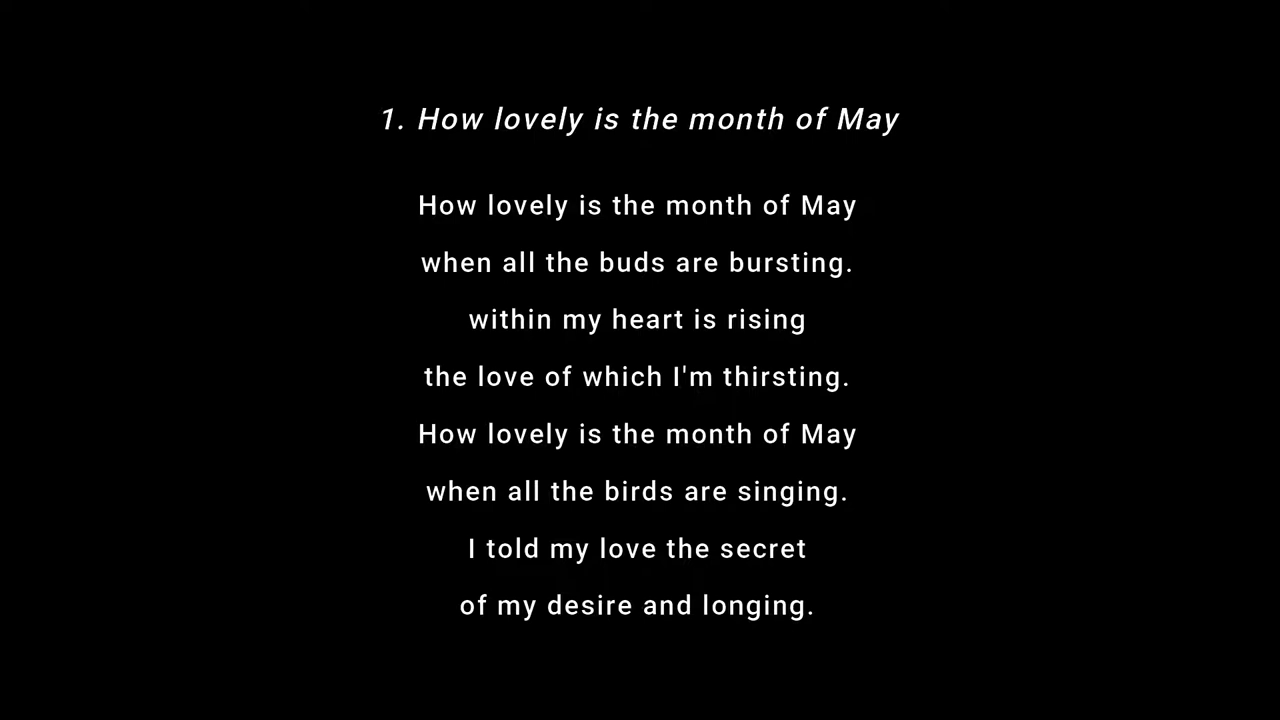 1. How lovely is the month of May
How lovely is the month of May
when all the buds are bursting.
within my heart is rising
the love of which I'm thirsting.
How lovely is the month of May
when all the birds are singing.
I told my love the secret
of my desire and longing.